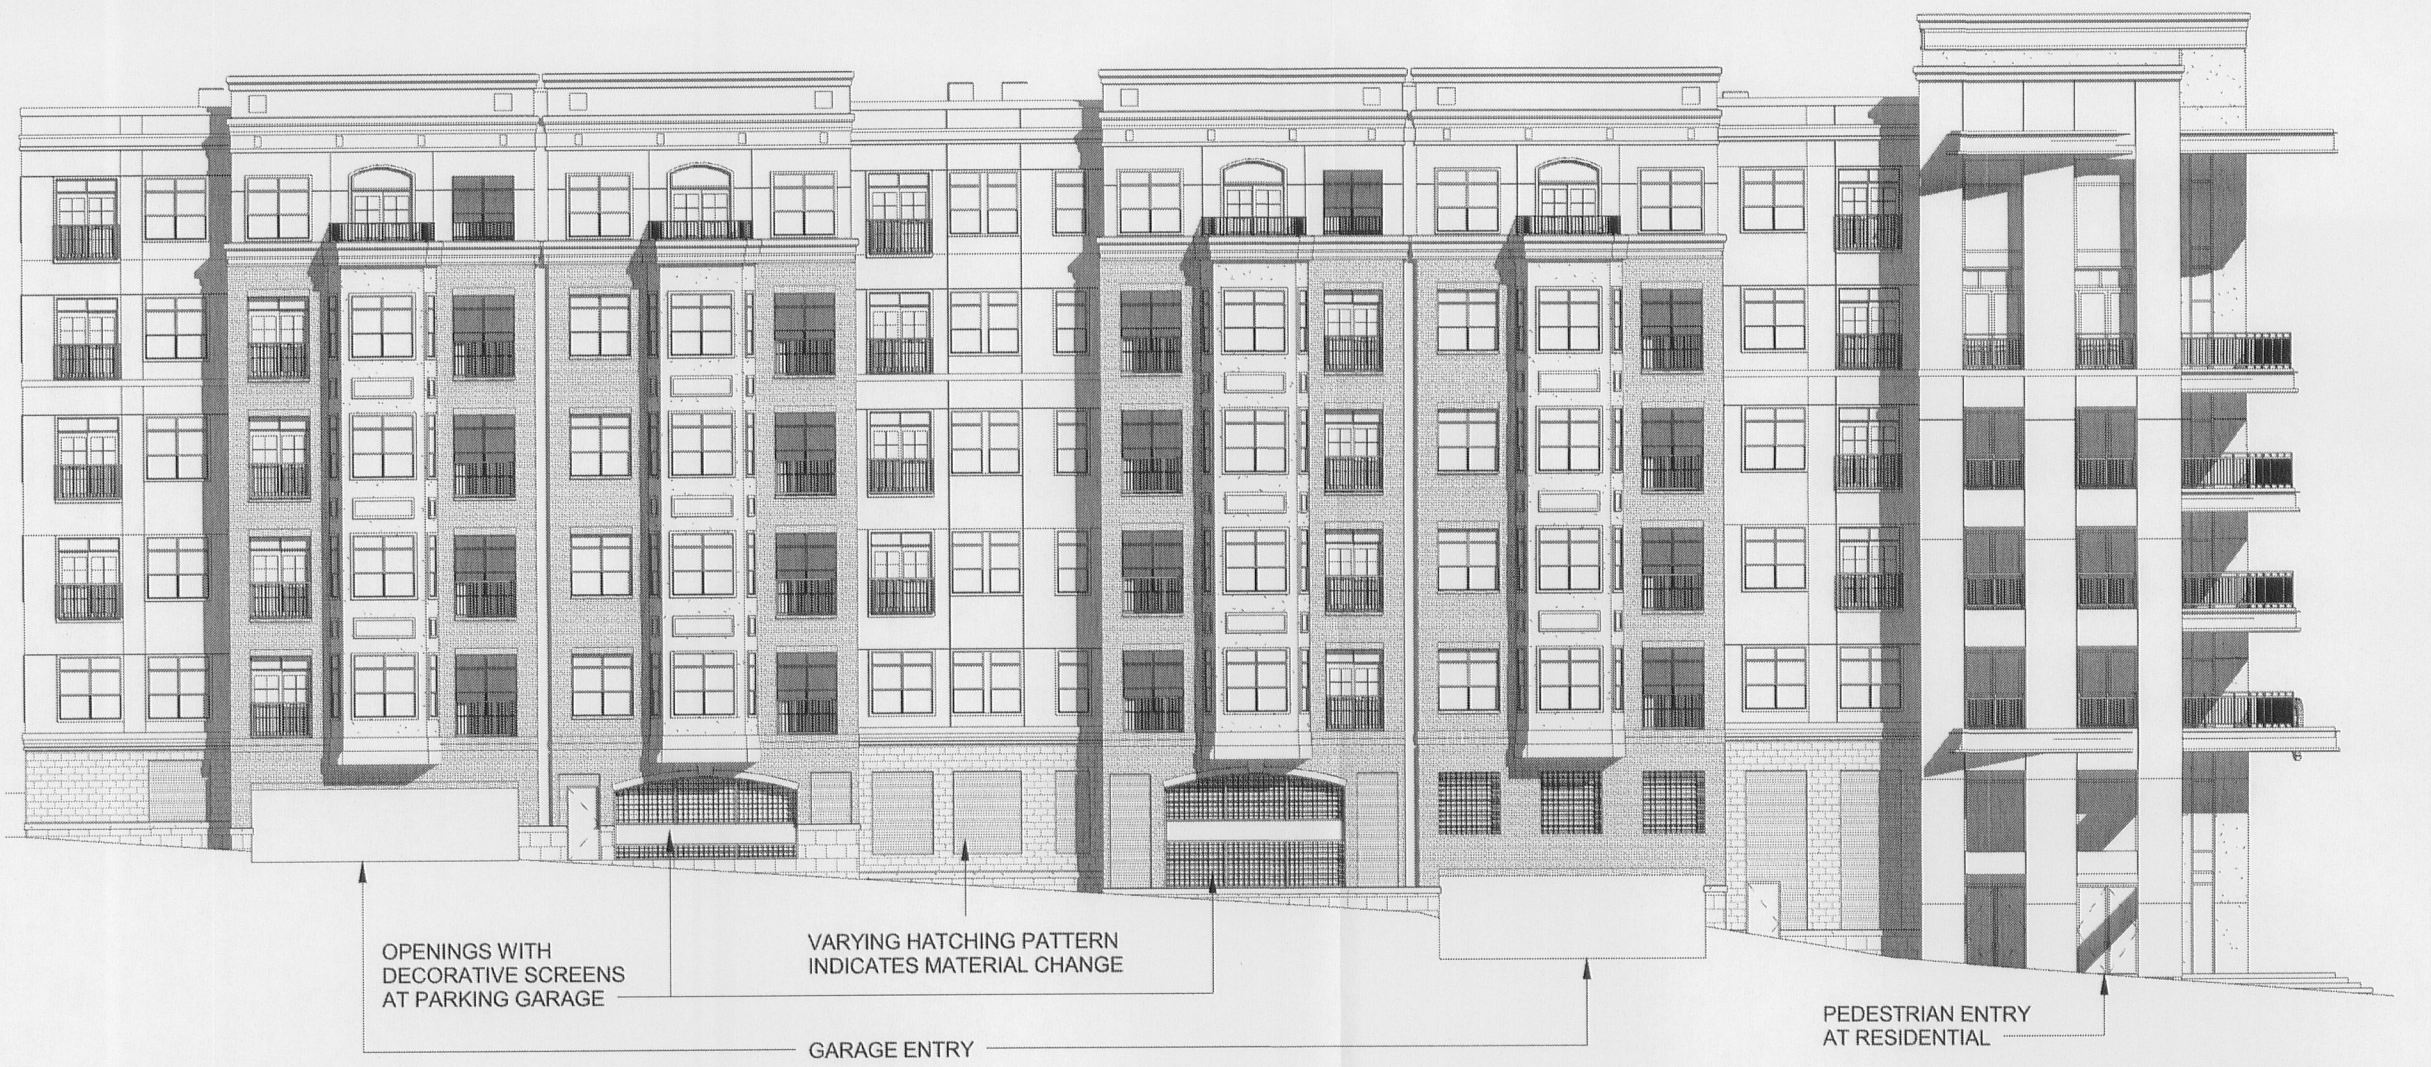 OPENINGS WITH
DECORATIVE SCREENS
AT PARKING GARAGE
VARYING HATCHING PATTERN
INDICATES MATERIAL CHANGE
GARAGE ENTRY
PEDESTRIAN ENTRY
AT RESIDENTIAL